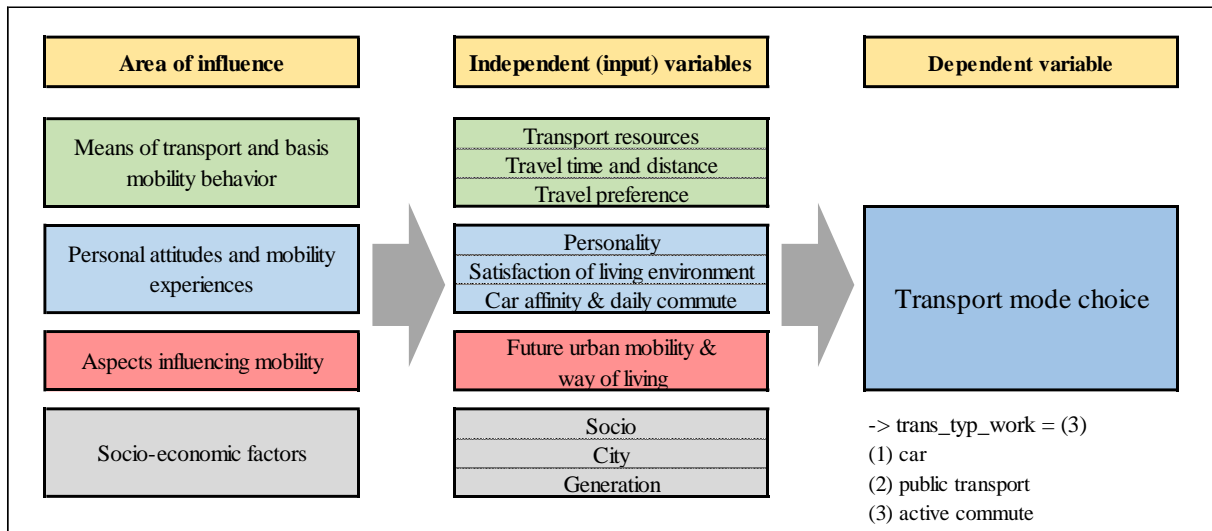 Area of influence
Independent (input) variables
Dependent variable
Means of transport and basis
mobility behavior
Transport resources
Travel time and distance
Travel preference
Personal attitudes and mobility
experiences
Personality
Satisfaction of living environment
Car affinity & daily commute
Transport mode choice
Aspects influencing mobility
Future urban mobility &
way of living
Socio-economic factors
Socio
City
Generation
-> trans_typ_work = (3)
(1) car
(2) public transport
(3) active commute